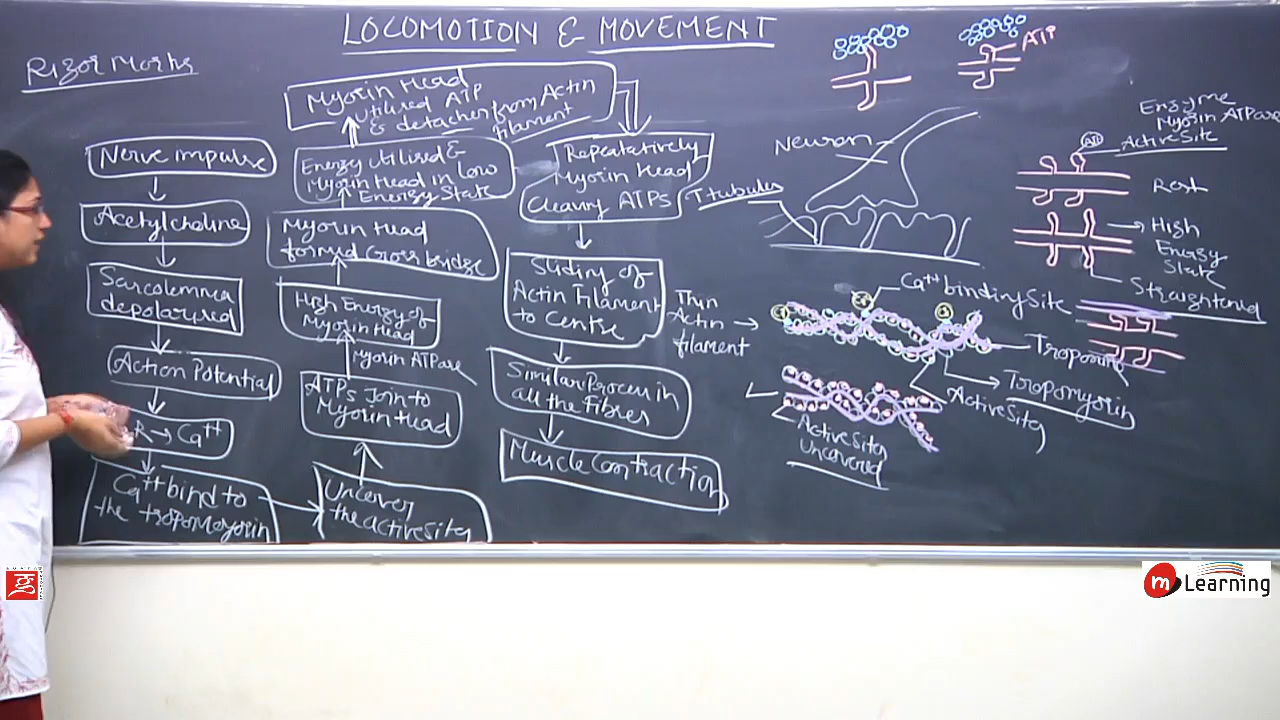 LOCOMOTION & MOVEMENT
Rigor Mortis
Nerve impulse
Acetylcholine
Sarcolemma
depolarised
Action Potential
R → Ca++
Ca++ bind to
the tropomyosin
Uncover
the active site
ATPs Join to
Myosin Head
Myosin ATPase
High Energy of
Myosin Head
Myosin Head
formed Cross bridge
Energy Utilised &
Myosin Head in Low
Energy State
Myosin Head
Utilised ATP
& detaches from Actin
filament
Repeatatively
Myosin Head
Cleaving ATPs
Sliding of
Actin Filament
to Centre
Similar Process in
all the Fibres
Muscle Contraction
ATP
Neuron
T tubules
Enzyme
Myosin ATPase
Active Site
Rest
High
Energy
State
Straightened
Ca++ binding Site
Thin
Actin →
filament
Troponin
Tropomyosin
Active Site
Active Site
Uncovered
m Learning